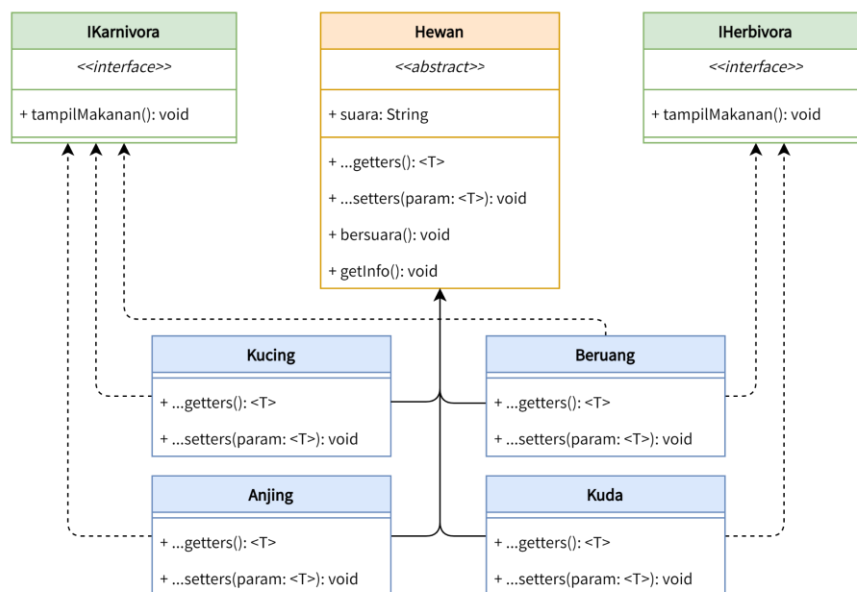 IKarnivora
<<interface>>
+ tampilMakanan(): void
Hewan
<<abstract>>
+ suara: String
+ ...getters(): <T>
+ ...setters(param: <T>): void
+ bersuara(): void
+ getInfo(): void
IHerbivora
<<interface>>
+ tampilMakanan(): void
Kucing
+ ...getters(): <T>
+ ...setters(param: <T>): void
Beruang
+ ...getters(): <T>
+ ...setters(param: <T>): void
Anjing
+ ...getters(): <T>
+ ...setters(param: <T>): void
Kuda
+ ...getters(): <T>
+ ...setters(param: <T>): void